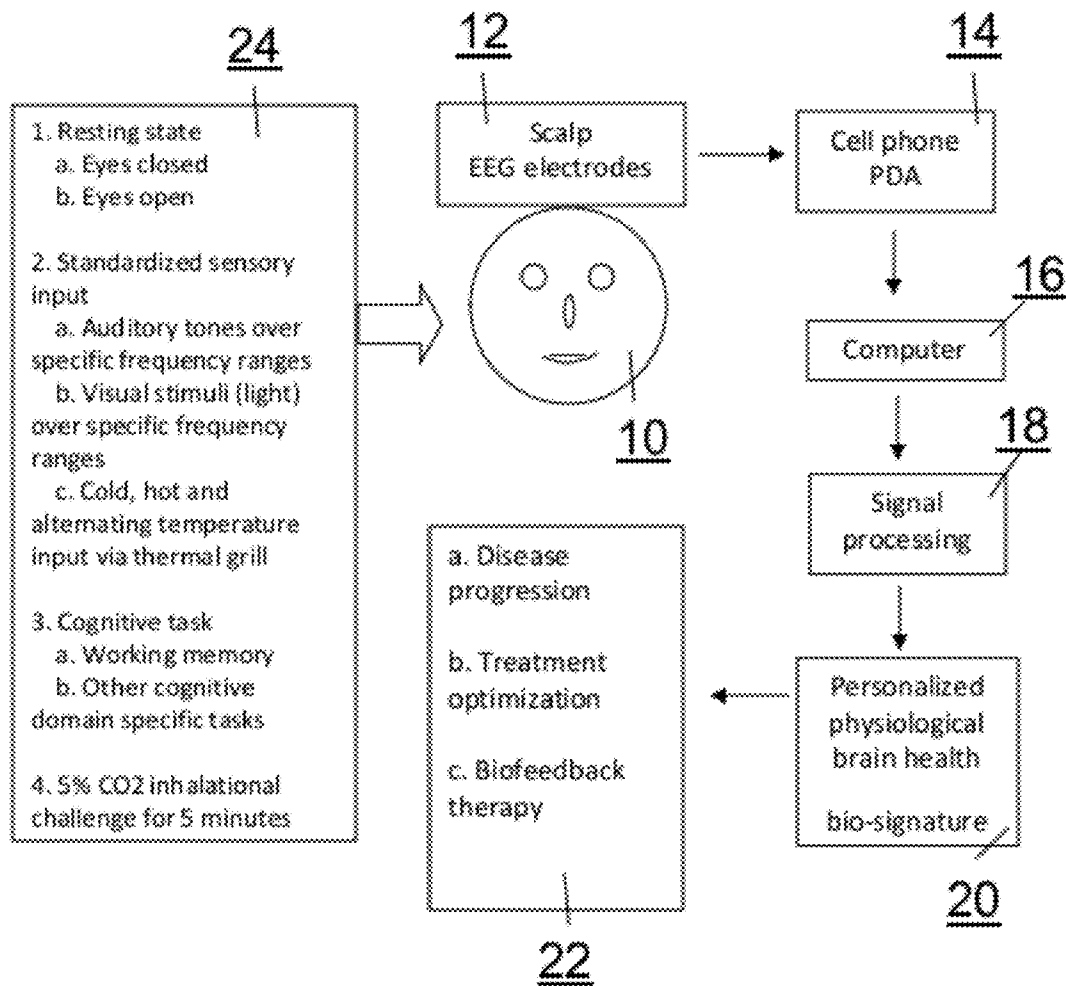 24
1. Resting state
a. Eyes closed
b. Eyes open
2. Standardized sensory
input
a. Auditory tones over
specific frequency ranges
b. Visual stimuli (light)
over specific frequency
ranges
c. Cold, hot and
alternating temperature
input via thermal grill
3. Cognitive task
a. Working memory
b. Other cognitive
domain specific tasks
4. 5% CO2 inhalational
challenge for 5 minutes
12
Scalp
EEG electrodes
10
14
Cell phone
PDA
16
Computer
18
Signal
processing
Personalized
physiological
brain health
bio-signature
20
a. Disease
progression
b. Treatment
optimization
c. Biofeedback
therapy
22